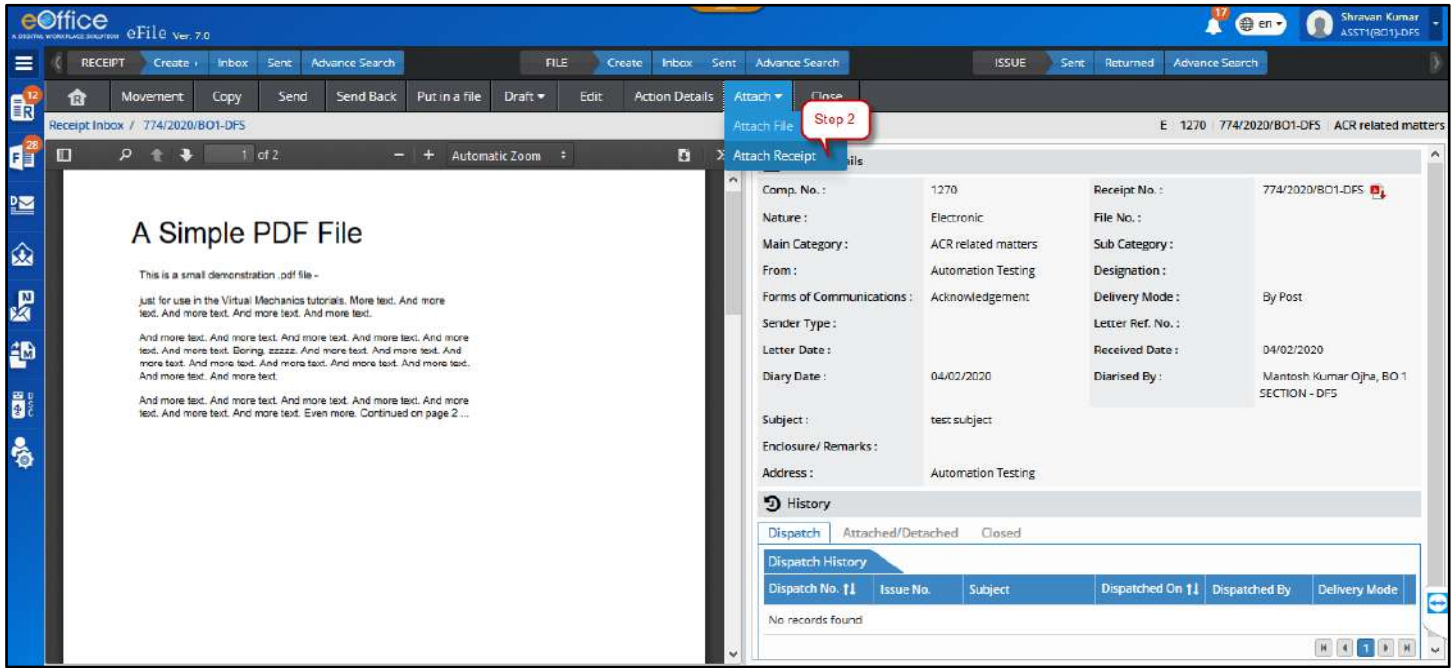 eOffice
A DIGITAL WORKPLACE SOLUTION
eFile Ver. 7.0
17
en
Shravan Kumar
ASST1(BO1)-DFS
RECEIPT Create Inbox Sent Advance Search FILE Create Inbox Sent Advance Search ISSUE Sent Returned Advance Search
12
R
R Movement Copy Send Send Back Put in a file Draft Edit Action Details Attach Close
Receipt Inbox / 774/2020/BO1-DFS
Attach File
Step 2
E 1270 774/2020/BO1-DFS ACR related matters
28
F
1 of 2 − + Automatic Zoom
Attach Receipt
ails
A Simple PDF File
This is a small demonstration .pdf file -
just for use in the Virtual Mechanics tutorials. More text. And more
text. And more text. And more text. And more text.
And more text. And more text. And more text. And more text. And more
text. And more text. Boring, zzzzz. And more text. And more text. And
more text. And more text. And more text. And more text. And more text.
And more text. And more text.
And more text. And more text. And more text. And more text. And more
text. And more text. And more text. Even more. Continued on page 2 ...
D
N
M
DSC
Comp. No. : 1270 Receipt No. : 774/2020/BO1-DFS
Nature : Electronic File No. :
Main Category : ACR related matters Sub Category :
From : Automation Testing Designation :
Forms of Communications : Acknowledgement Delivery Mode : By Post
Sender Type : Letter Ref. No. :
Letter Date : Received Date : 04/02/2020
Diary Date : 04/02/2020 Diarised By : Mantosh Kumar Ojha, BO 1
SECTION - DFS
Subject : test subject
Enclosure/ Remarks :
Address : Automation Testing
History
Dispatch Attached/Detached Closed
Dispatch History
Dispatch No. Issue No. Subject Dispatched On Dispatched By Delivery Mode
No records found
1